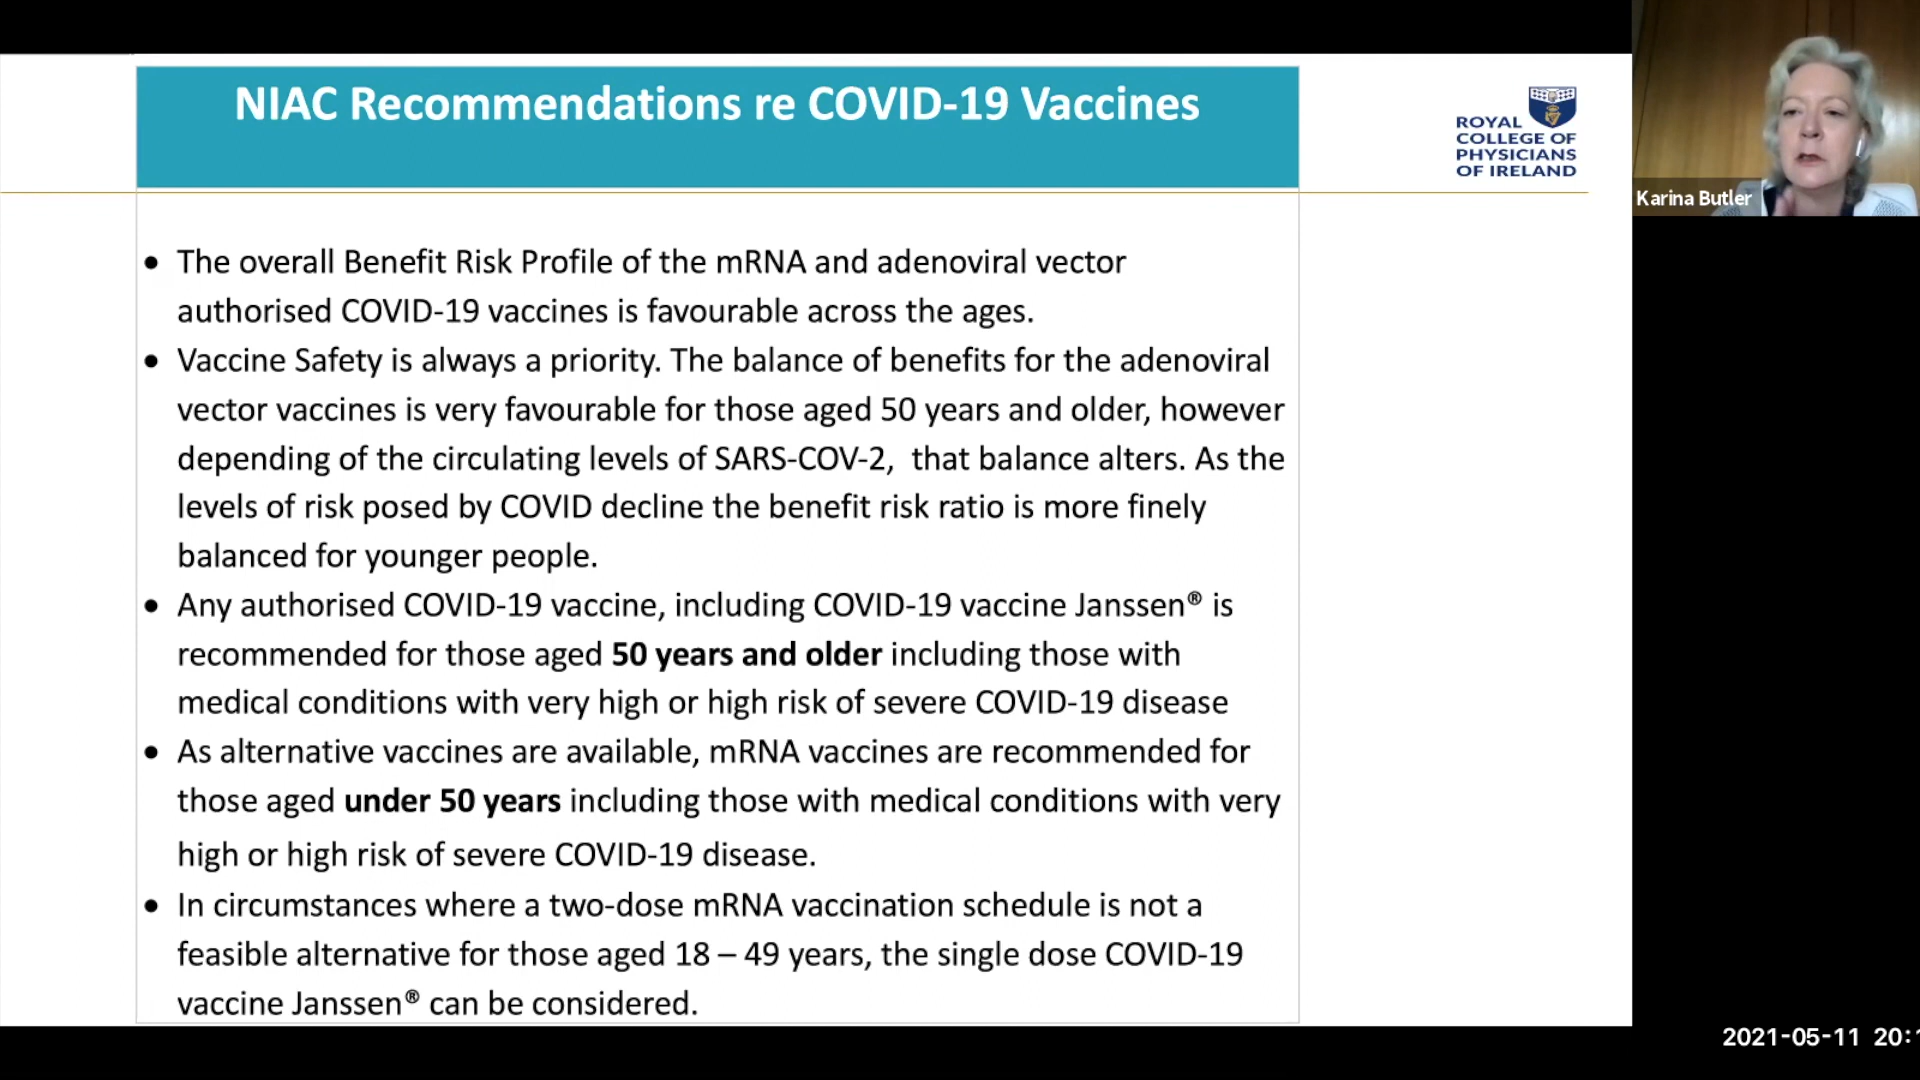 NIAC Recommendations re COVID-19 Vaccines
ROYAL
COLLEGE OF
PHYSICIANS
OF IRELAND
Karina Butler
• The overall Benefit Risk Profile of the mRNA and adenoviral vector
authorised COVID-19 vaccines is favourable across the ages.
• Vaccine Safety is always a priority. The balance of benefits for the adenoviral
vector vaccines is very favourable for those aged 50 years and older, however
depending of the circulating levels of SARS-COV-2, that balance alters. As the
levels of risk posed by COVID decline the benefit risk ratio is more finely
balanced for younger people.
• Any authorised COVID-19 vaccine, including COVID-19 vaccine Janssen® is
recommended for those aged 50 years and older including those with
medical conditions with very high or high risk of severe COVID-19 disease
• As alternative vaccines are available, mRNA vaccines are recommended for
those aged under 50 years including those with medical conditions with very
high or high risk of severe COVID-19 disease.
• In circumstances where a two-dose mRNA vaccination schedule is not a
feasible alternative for those aged 18 – 49 years, the single dose COVID-19
vaccine Janssen® can be considered.
2021-05-11 20: